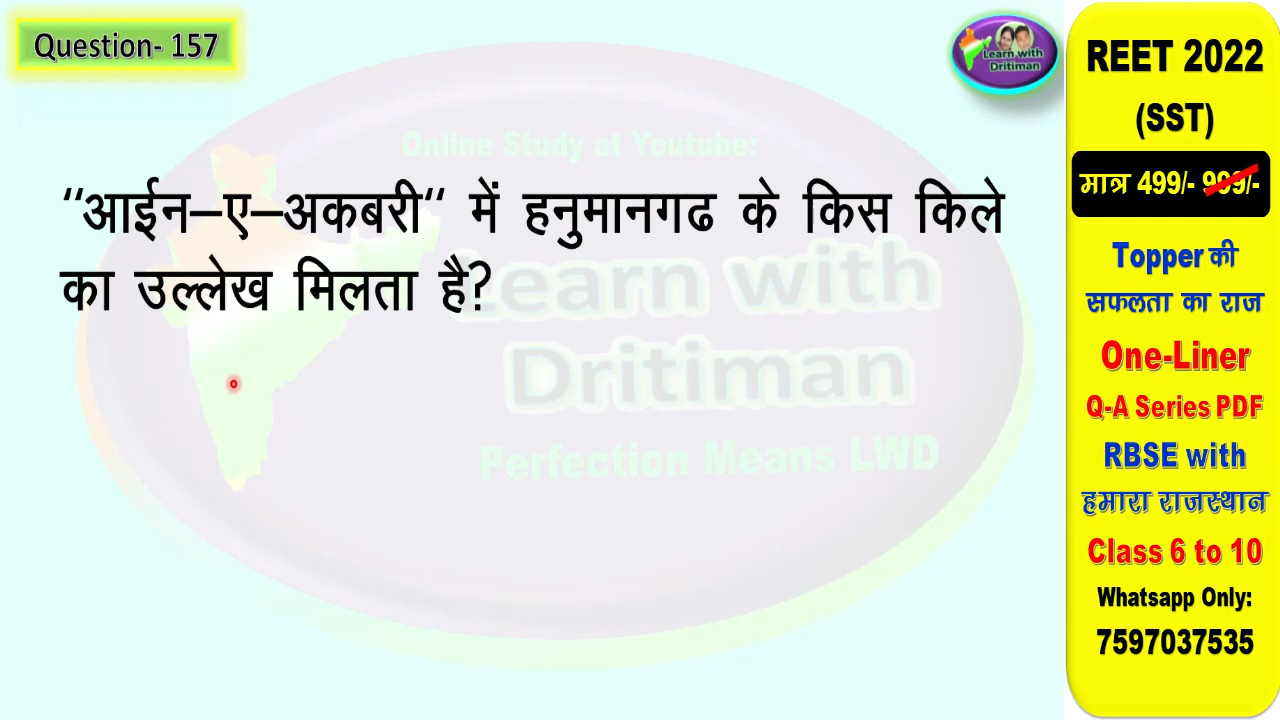 Question- 157
Learn with
Dritiman
Online Study at Youtube:
“आईन–ए–अकबरी“ में हनुमानगढ के किस किले
का उल्लेख मिलता है?
Learn with
Dritiman
Perfection Means LWD
REET 2022
(SST)
मात्र 499/- 999/-
Topper की
सफलता का राज
One-Liner
Q-A Series PDF
RBSE with
हमारा राजस्थान
Class 6 to 10
Whatsapp Only:
7597037535